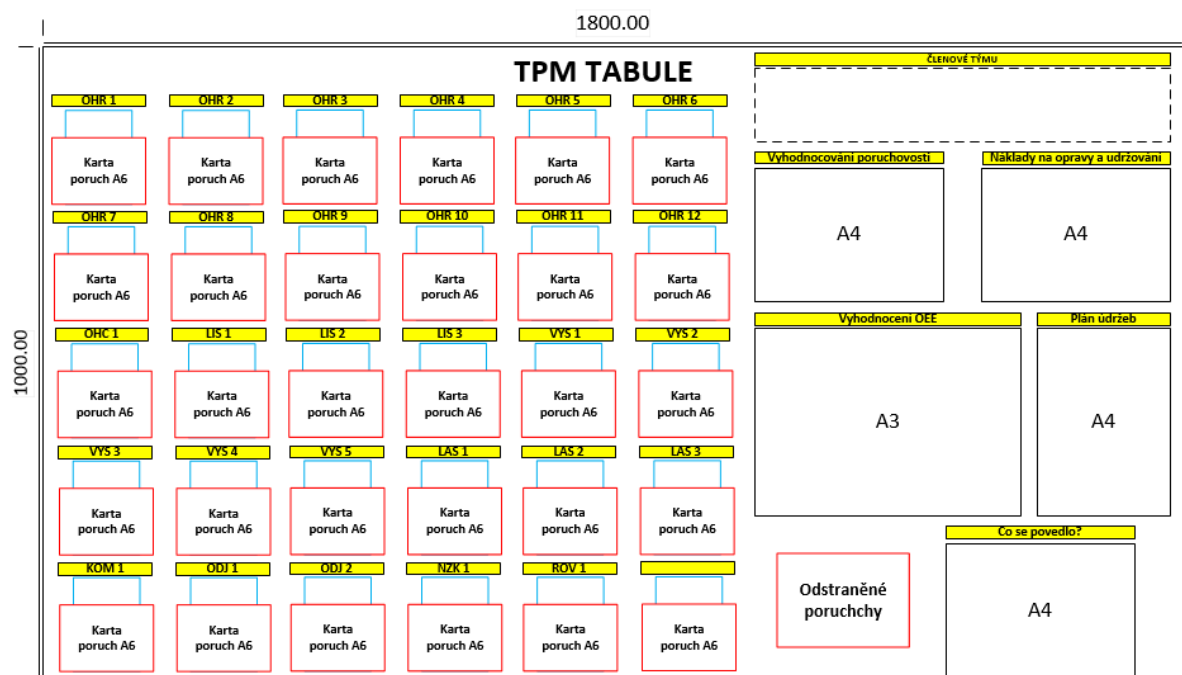 1800.00
1000.00
TPM TABULE
OHR 1 OHR 2 OHR 3 OHR 4 OHR 5 OHR 6
Karta Karta Karta Karta Karta Karta
poruch A6 poruch A6 poruch A6 poruch A6 poruch A6 poruch A6
OHR 7 OHR 8 OHR 9 OHR 10 OHR 11 OHR 12
Karta Karta Karta Karta Karta Karta
poruch A6 poruch A6 poruch A6 poruch A6 poruch A6 poruch A6
OHC 1 LIS 1 LIS 2 LIS 3 VYS 1 VYS 2
Karta Karta Karta Karta Karta Karta
poruch A6 poruch A6 poruch A6 poruch A6 poruch A6 poruch A6
VYS 3 VYS 4 VYS 5 LAS 1 LAS 2 LAS 3
Karta Karta Karta Karta Karta Karta
poruch A6 poruch A6 poruch A6 poruch A6 poruch A6 poruch A6
KOM 1 ODJ 1 ODJ 2 NZK 1 ROV 1
Karta Karta Karta Karta Karta Karta
poruch A6 poruch A6 poruch A6 poruch A6 poruch A6 poruch A6
ČLENOVÉ TÝMU
Vyhodnocování poruchovosti Náklady na opravy a udržování
A4 A4
Vyhodnocení OEE Plán údržeb
A3 A4
Co se povedlo?
A4
Odstraněné
poruchchy